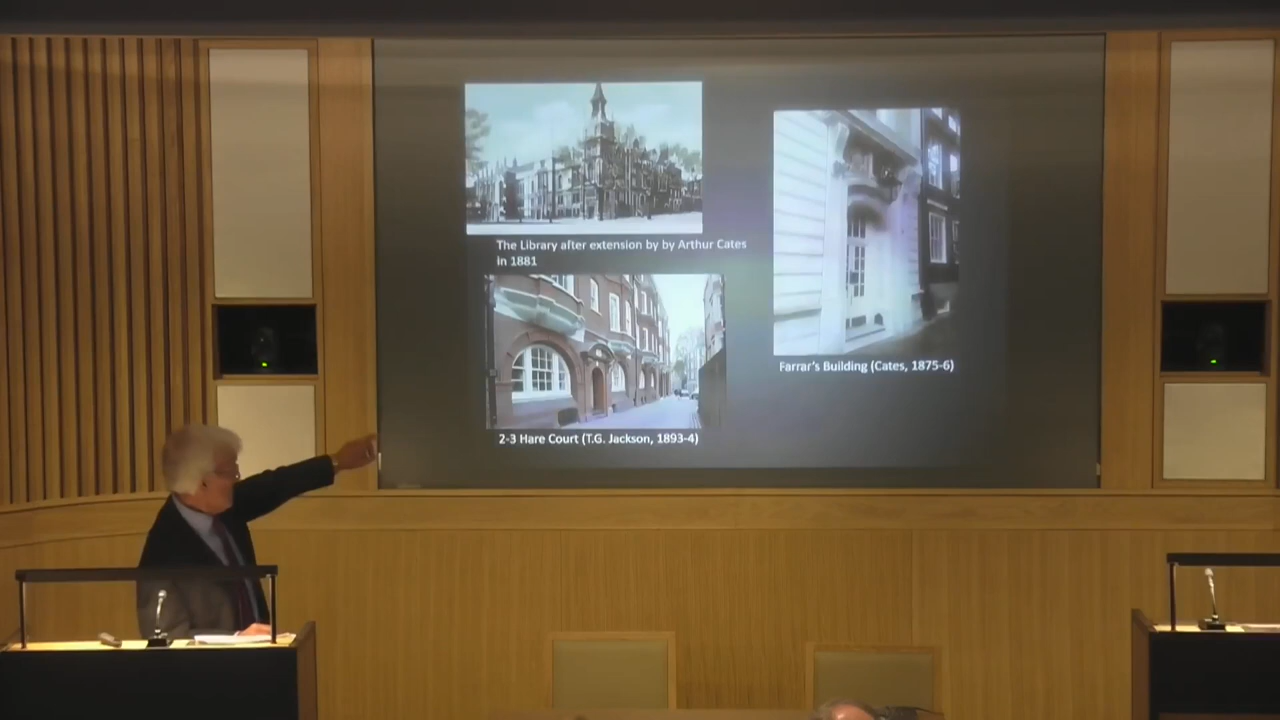 The Library after extension by by Arthur Cates
in 1881
Farrar's Building (Cates, 1875-6)
2-3 Hare Court (T.G. Jackson, 1893-4)